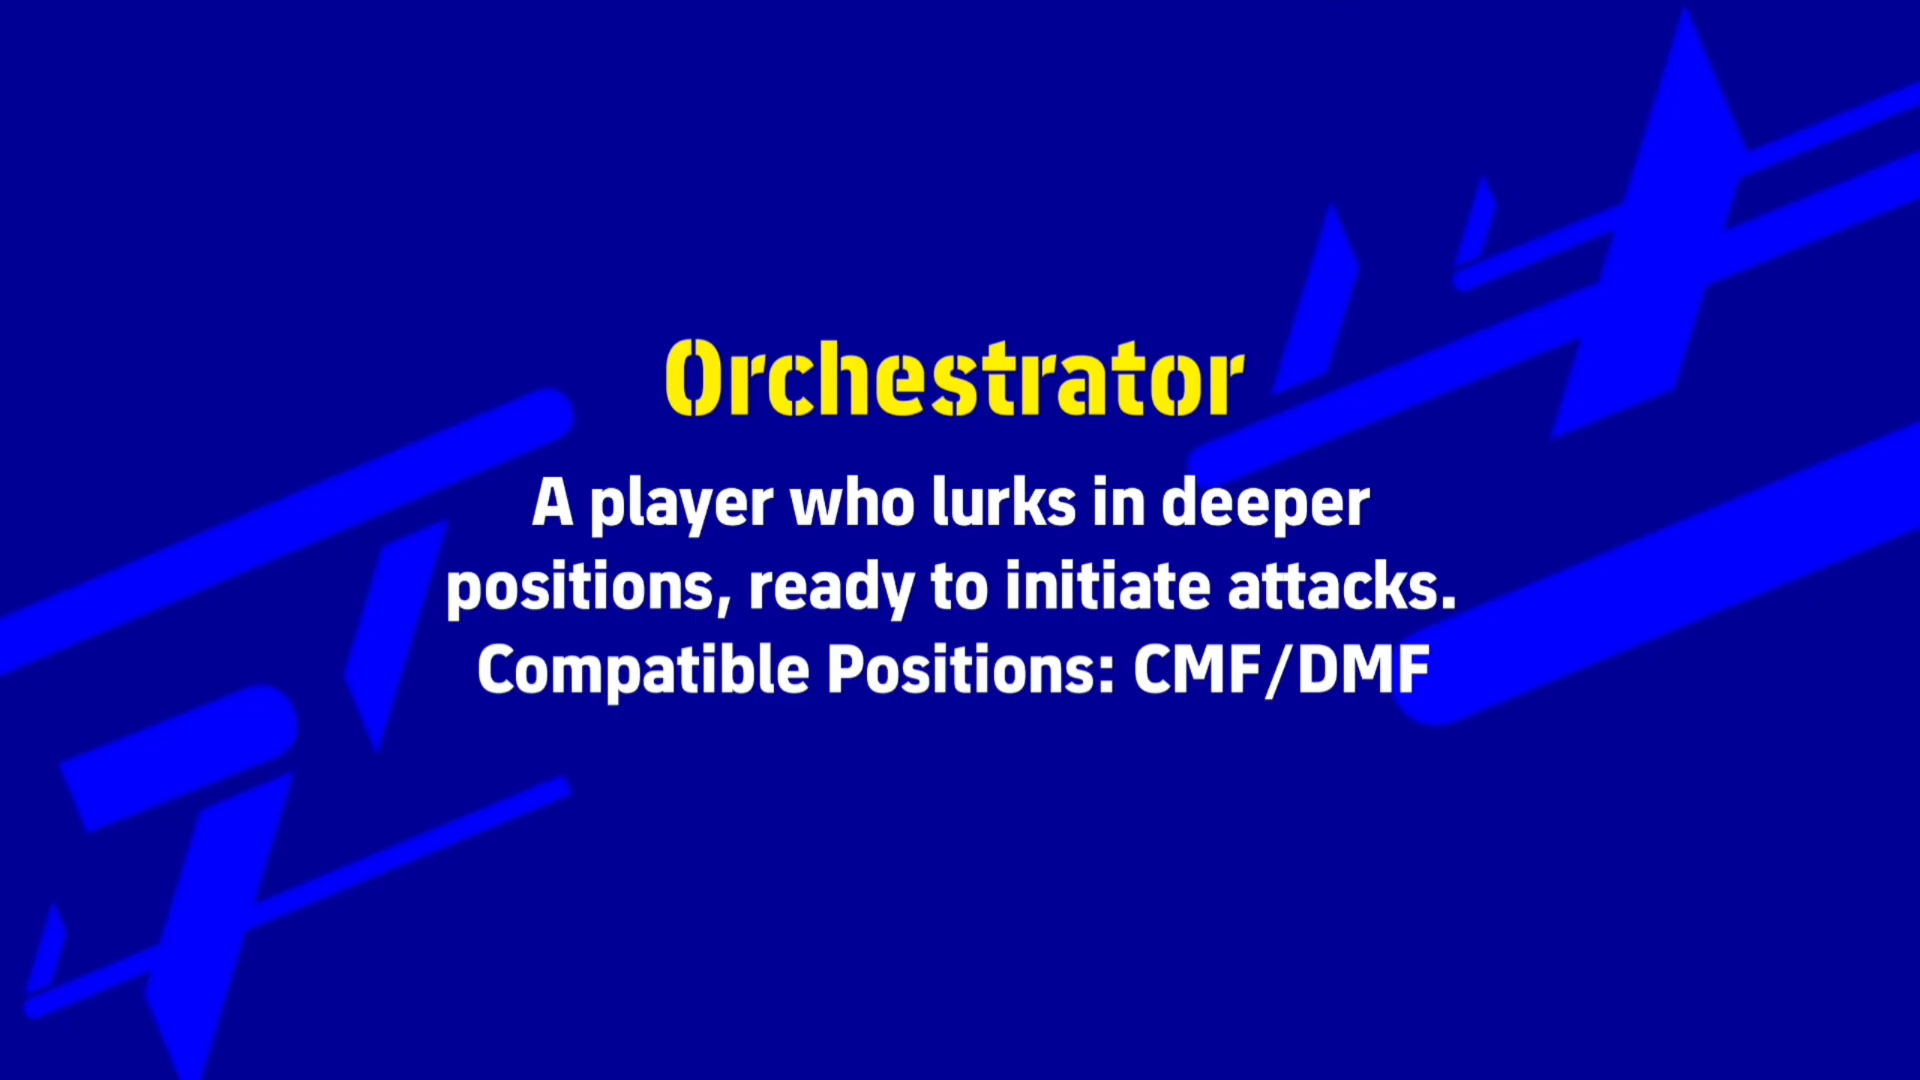 Orchestrator
A player who lurks in deeper
positions, ready to initiate attacks.
Compatible Positions: CMF/DMF